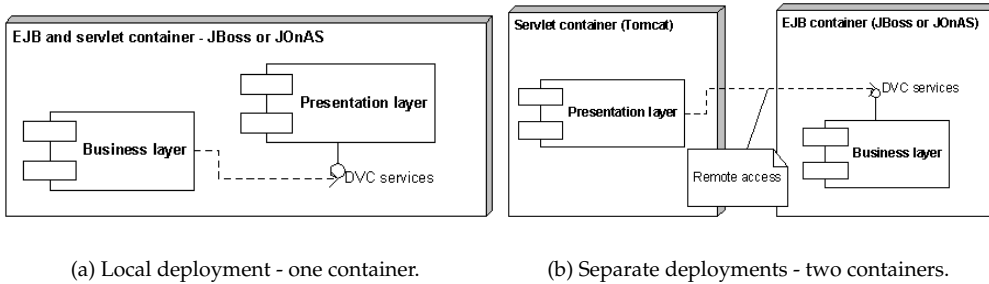 EJB and servlet container - JBoss or JOnAS
Presentation layer
Business layer
DVC services
(a) Local deployment - one container.
Servlet container (Tomcat)
EJB container (JBoss or JOnAS)
DVC services
Presentation layer
Business layer
Remote access
(b) Separate deployments - two containers.